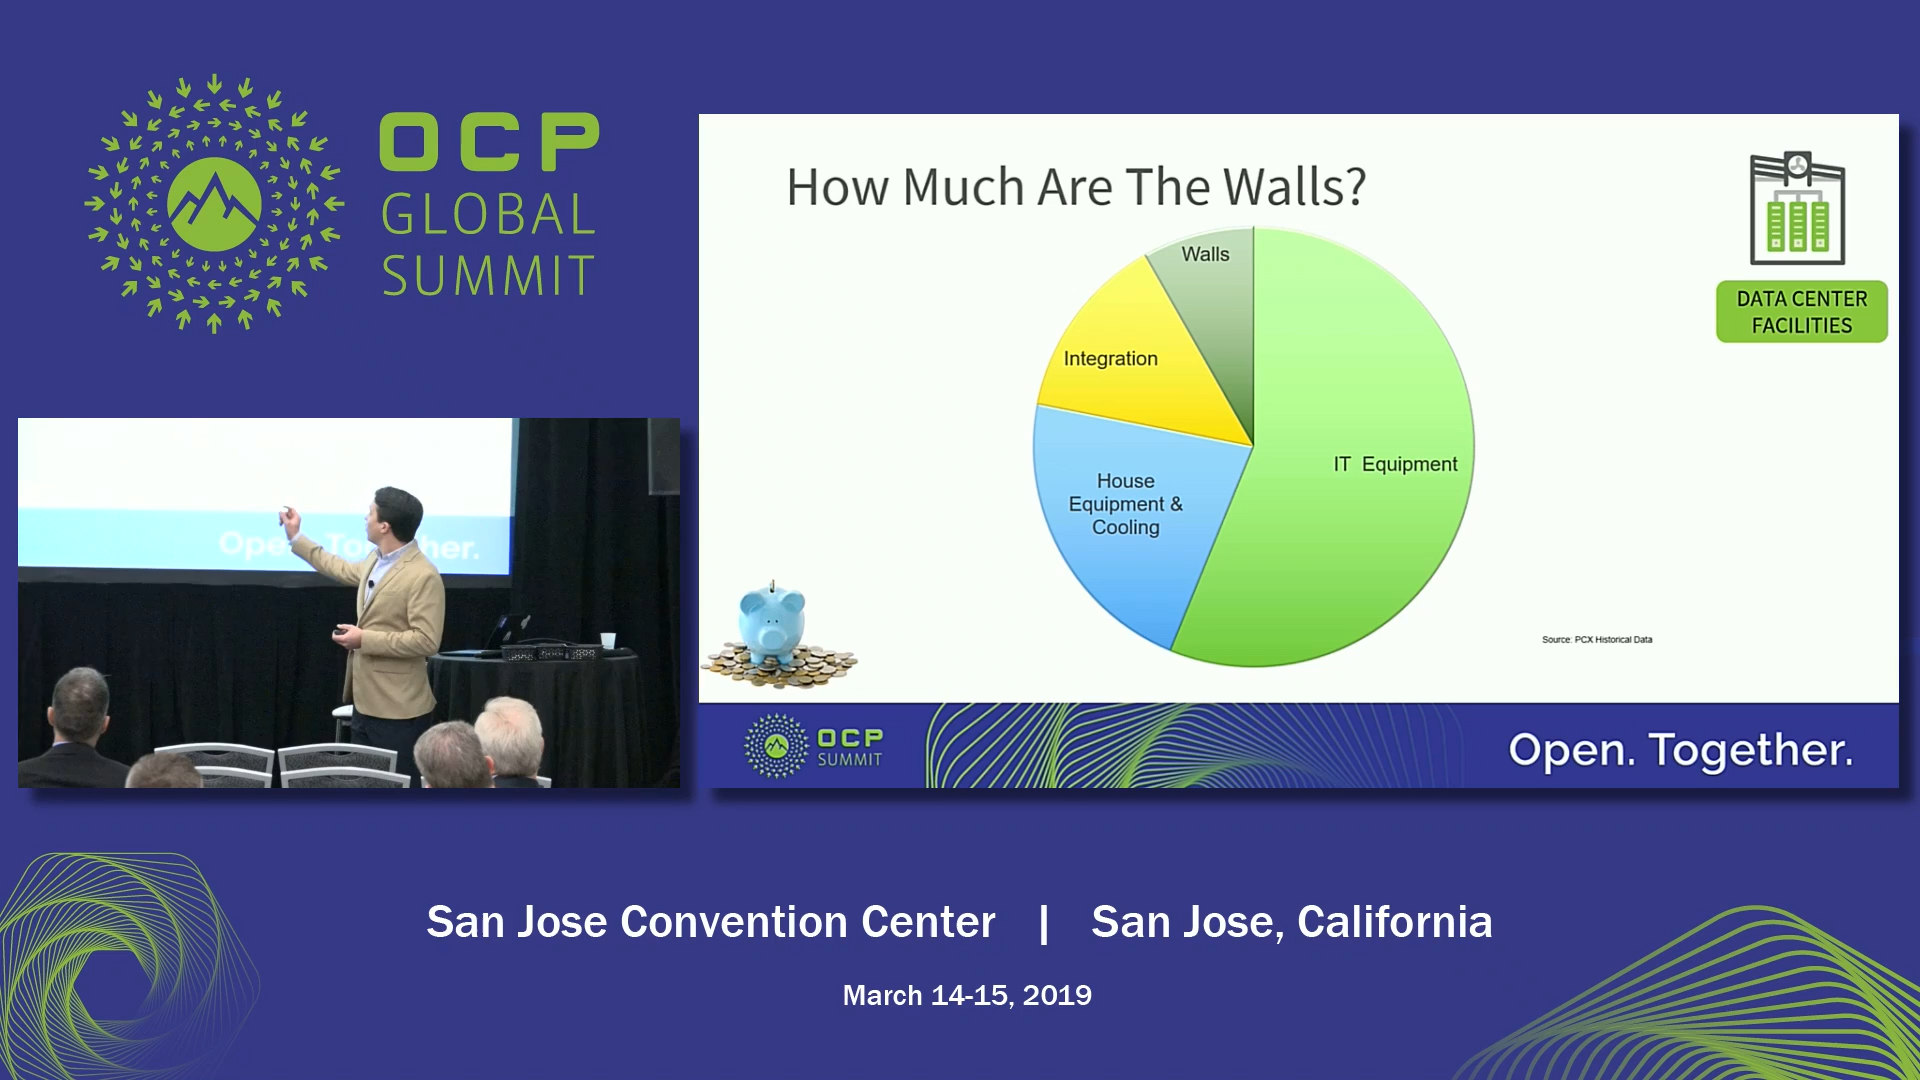 OCP
GLOBAL
SUMMIT
How Much Are The Walls?
DATA CENTER
FACILITIES
Walls
Integration
IT Equipment
House
Equipment &
Cooling
Source: PCX Historical Data
OCP
SUMMIT
Open. Together.
Open. Together.
San Jose Convention Center | San Jose, California
March 14-15, 2019